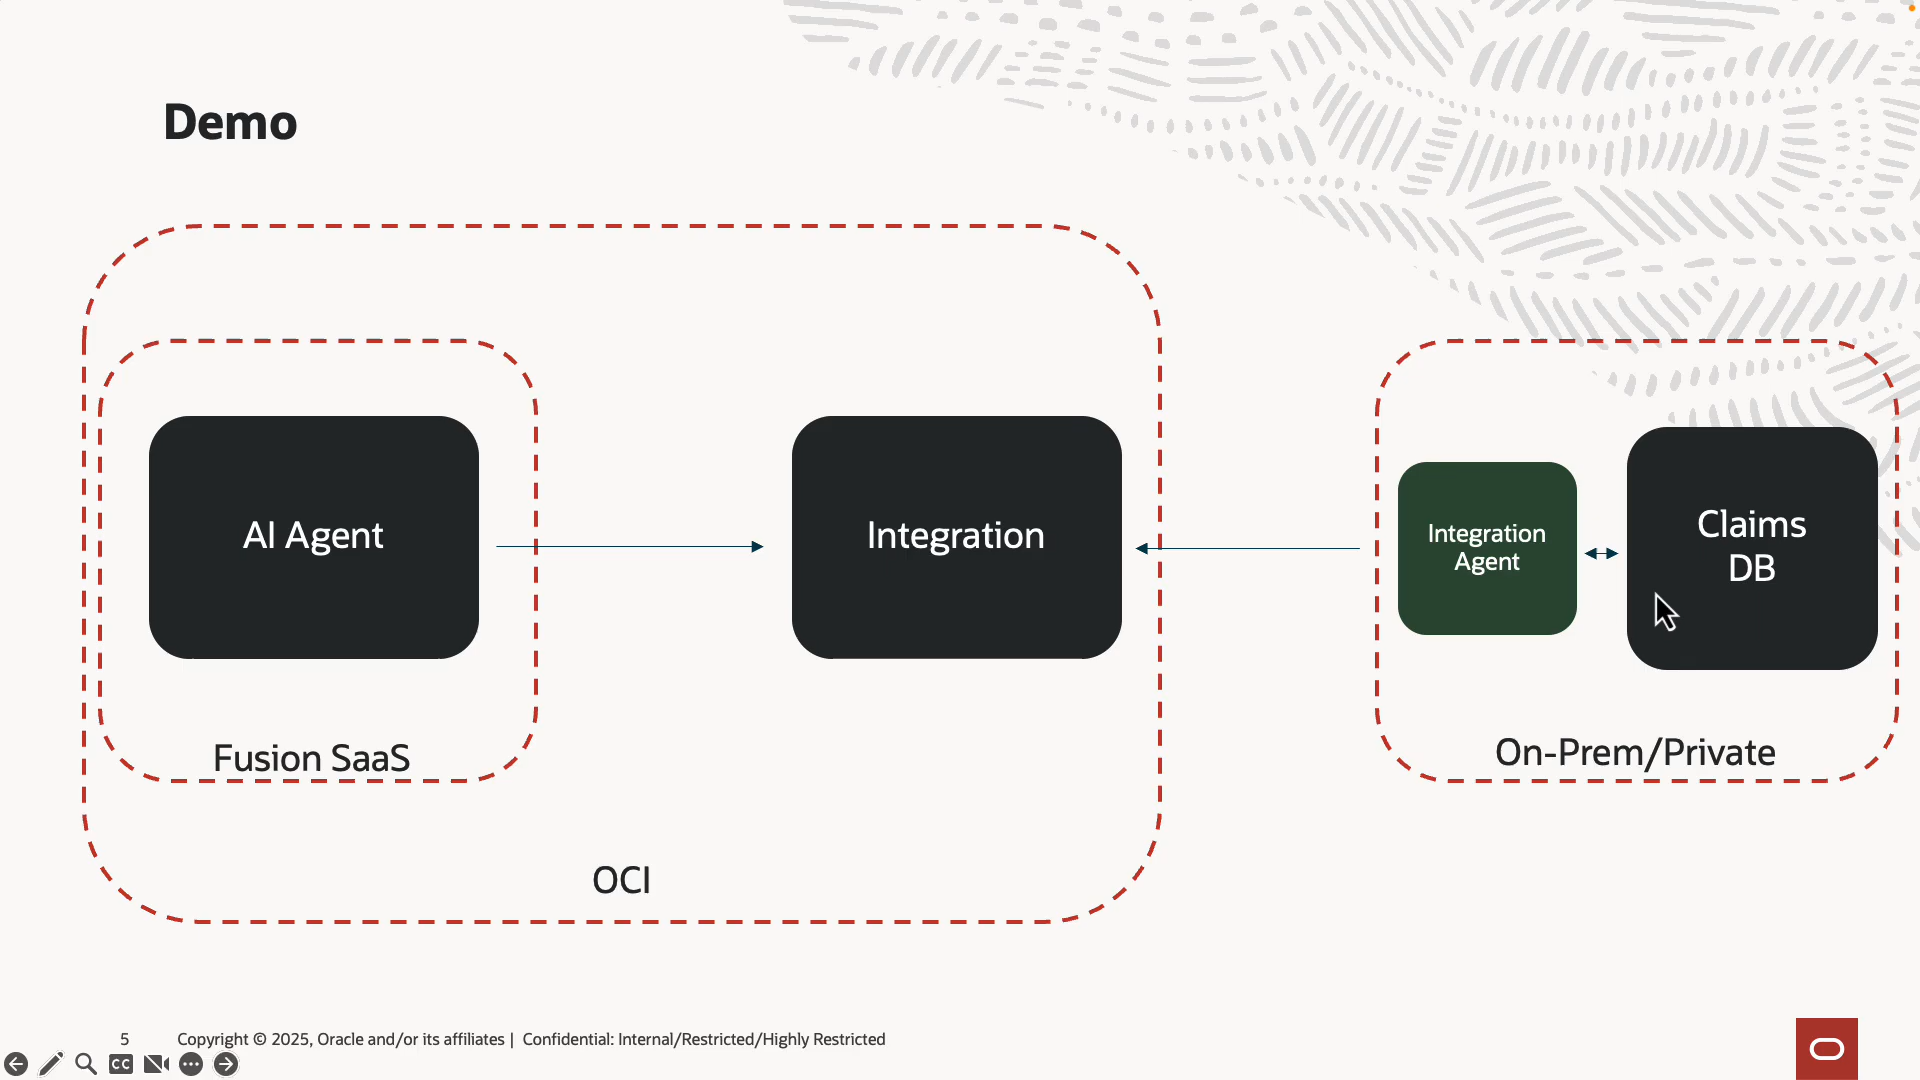 Demo
AI Agent
Integration
Integration
Agent
Claims
DB
Fusion SaaS
On-Prem/Private
OCI
5
Copyright © 2025, Oracle and/or its affiliates | Confidential: Internal/Restricted/Highly Restricted
CC